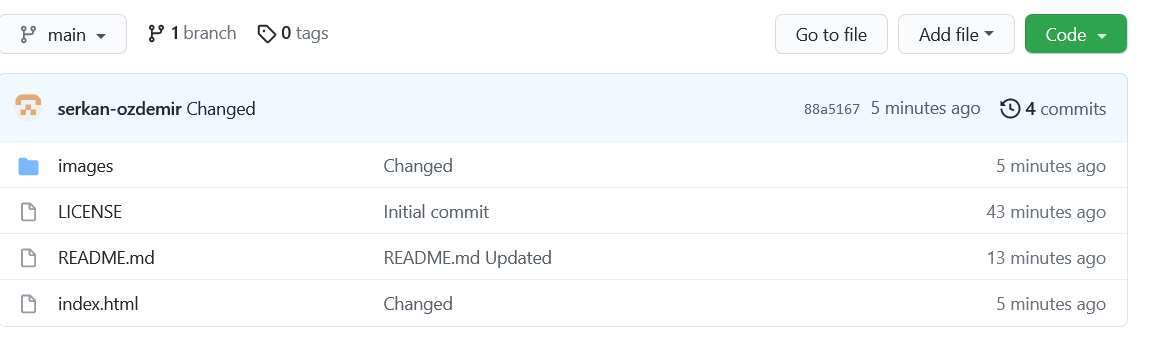 main 1 branch 0 tags Go to file Add file Code
serkan-ozdemir Changed 88a5167 5 minutes ago 4 commits
images Changed 5 minutes ago
LICENSE Initial commit 43 minutes ago
README.md README.md Updated 13 minutes ago
index.html Changed 5 minutes ago